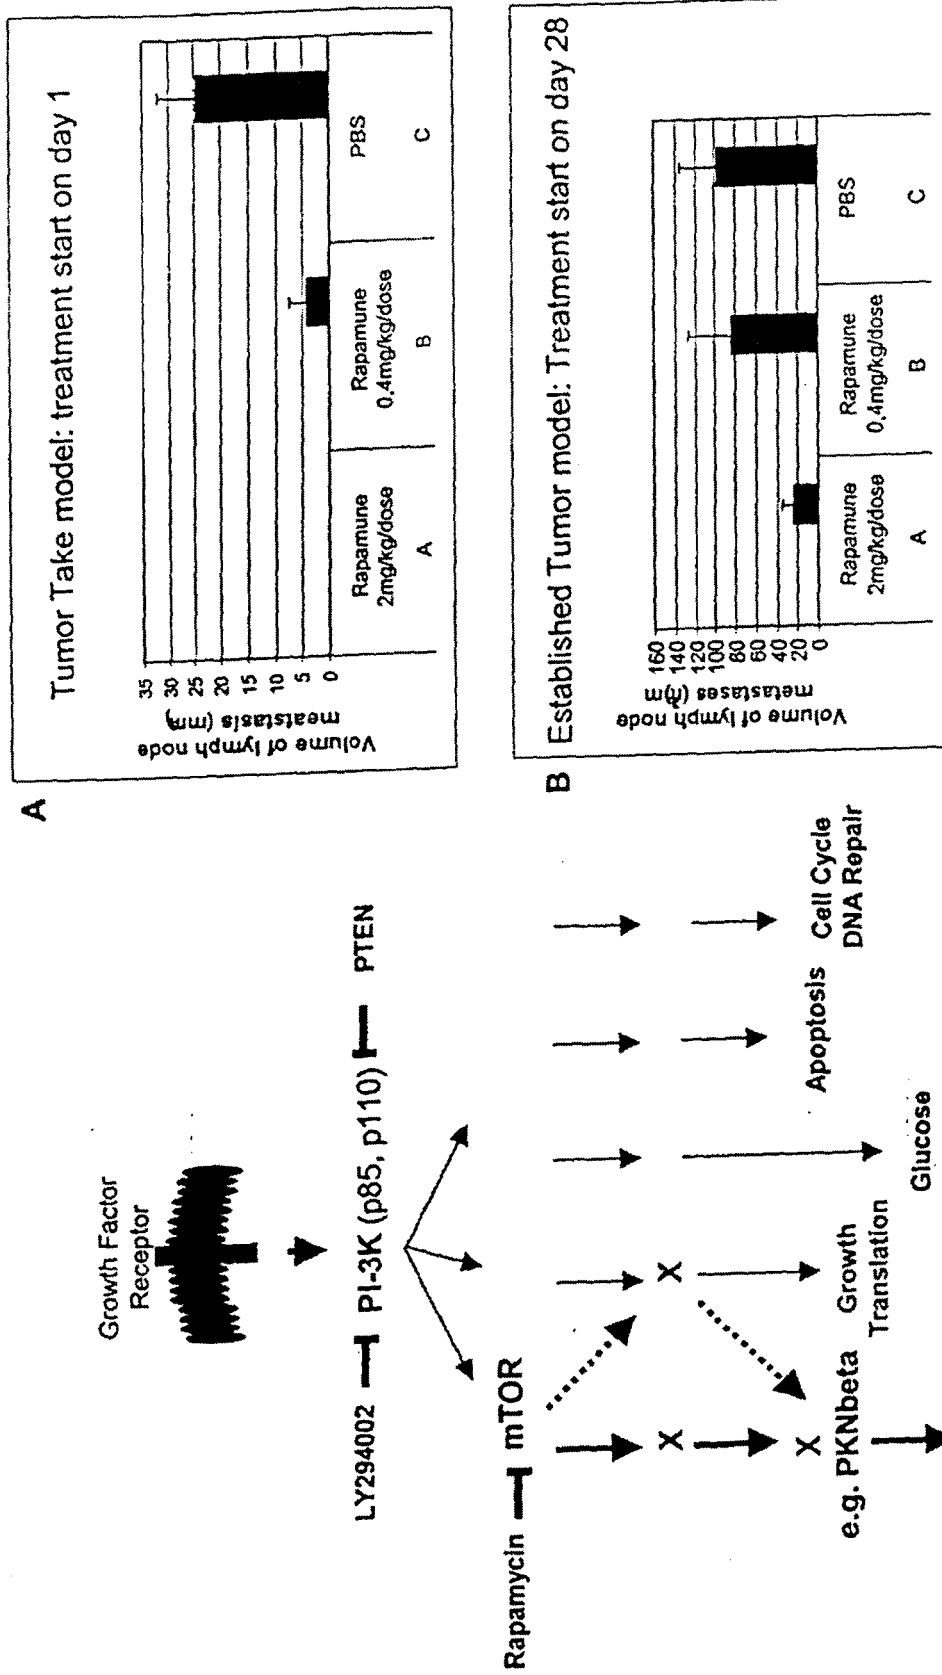 Growth Factor
Receptor
LY294002
PI-3K (p85, p110)
PTEN
Rapamycin
mTOR
X
X
X
e.g. PKNbeta
Growth
Translation
Glucose
Apoptosis
Cell Cycle
DNA Repair
A
Tumor Take model: treatment start on day 1
Volume of lymph node
meatstasis (mm
35
30
25
20
15
10
5
0
Rapamune
2mg/kg/dose
A
Rapamune
0.4mg/kg/dose
B
PBS
C
B
Established Tumor model: Treatment start on day 28
Volume of lymph node
metastases
160
140
120
100
80
60
40
20
0
Rapamune
2mg/kg/dose
A
Rapamune
0.4mg/kg/dose
B
PBS
C